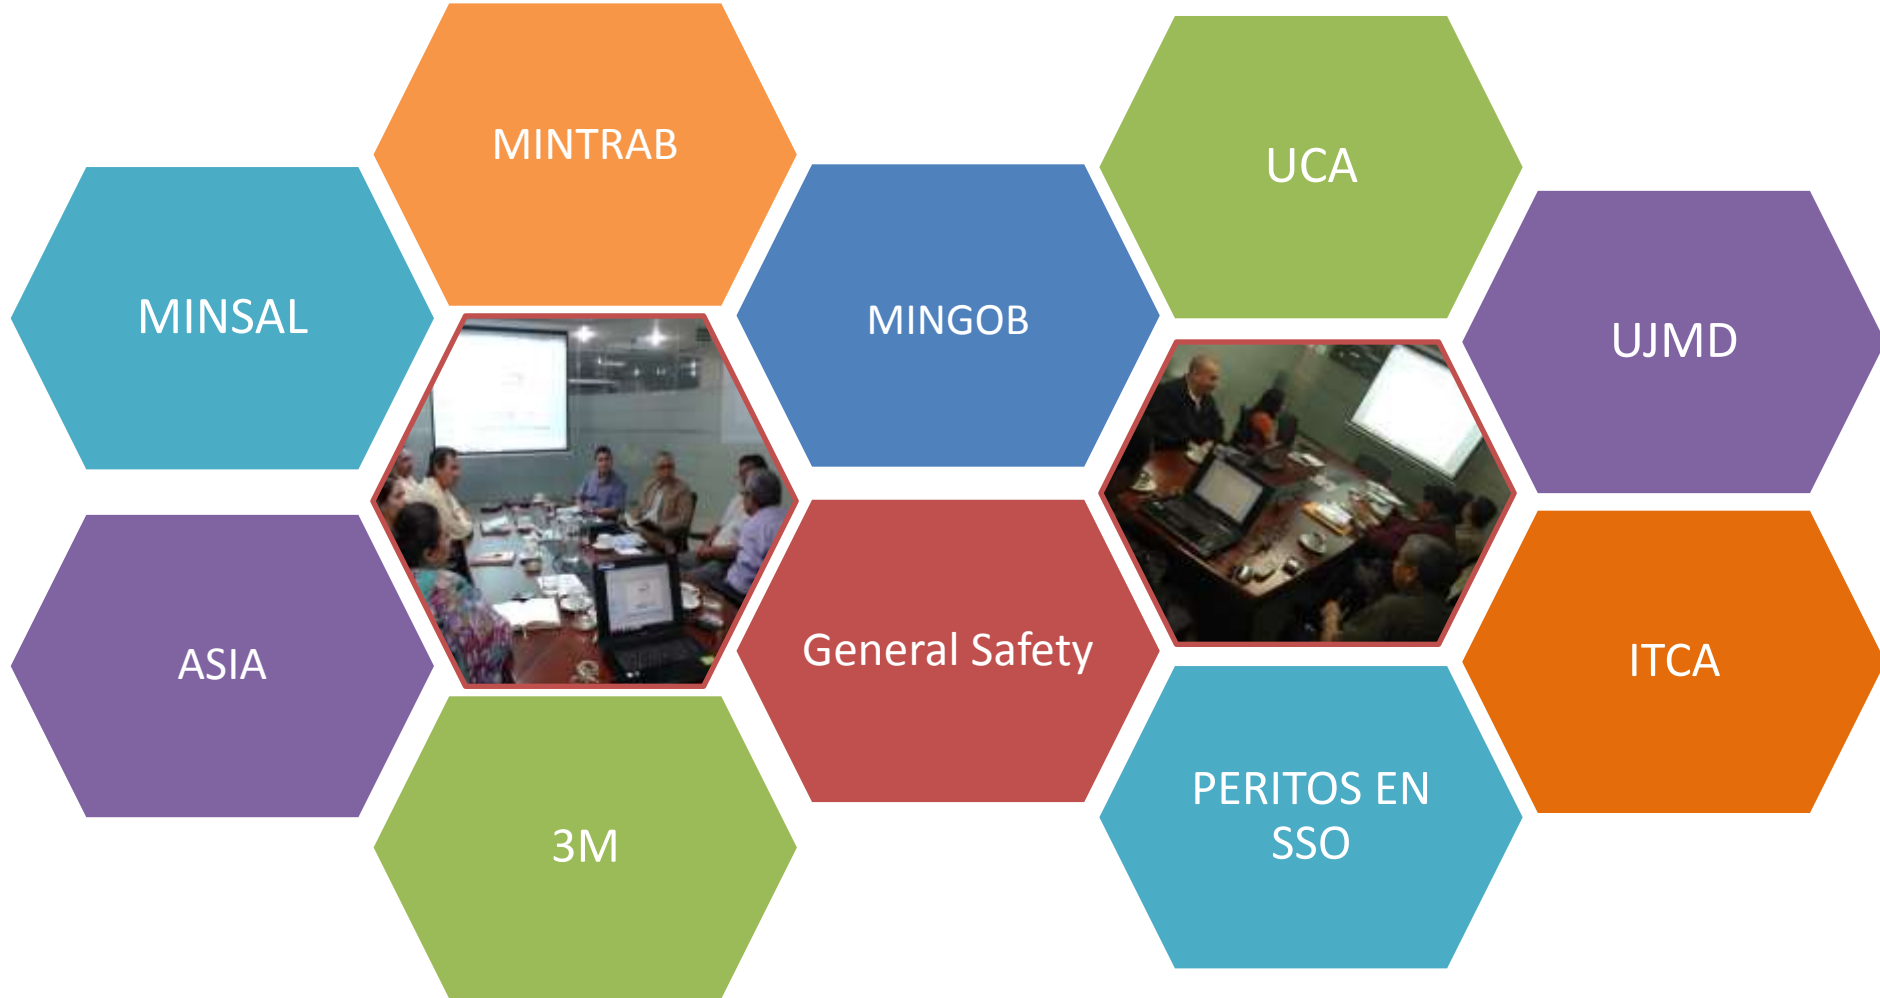 MINTRAB
UCA
MINSAL
MINGOB
UJMD
ASIA
General Safety
ITCA
3M
PERITOS EN
SSO